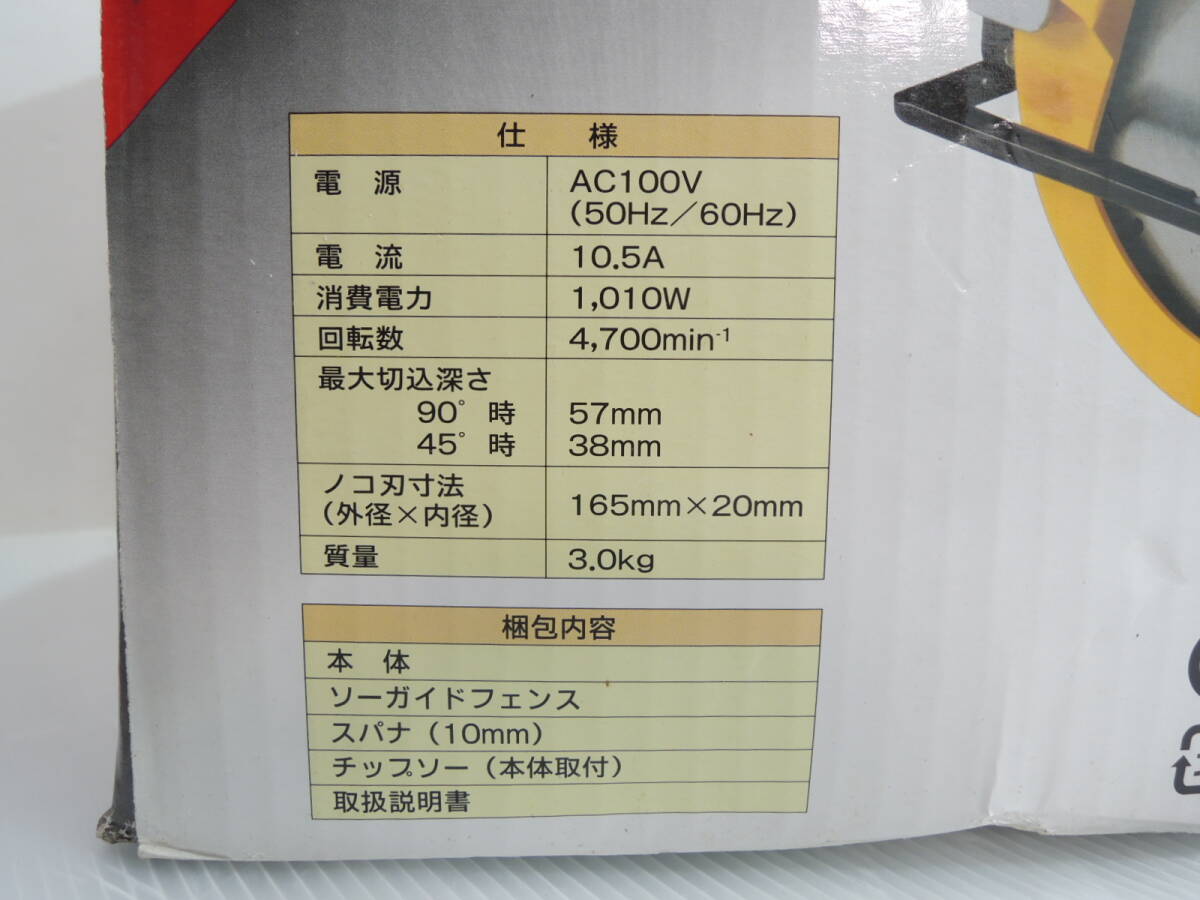 仕 様
電 源 AC100V
(50Hz/60Hz)
電 流 10.5A
消費電力 1,010W
回転数 4,700min⁻¹
最大切込深さ
90°時 57mm
45°時 38mm
ノコ刃寸法
(外径×内径) 165mm×20mm
質量 3.0kg
梱包内容
本 体
ソーガイドフェンス
スパナ(10mm)
チップソー(本体取付)
取扱説明書